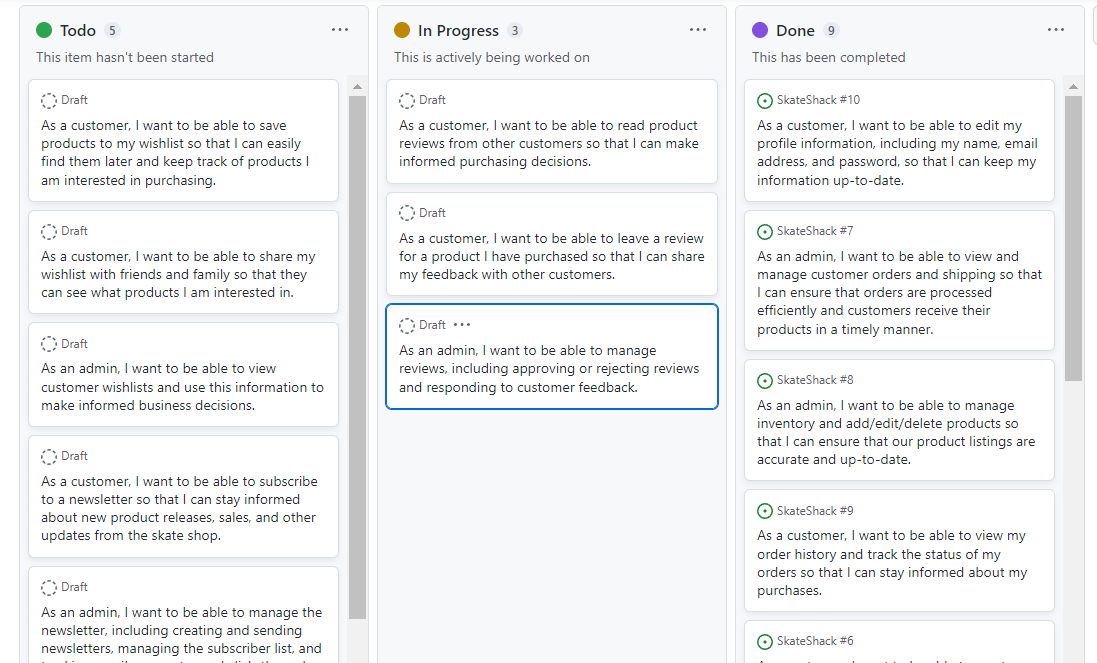 Todo 5
This item hasn't been started
Draft
As a customer, I want to be able to save
products to my wishlist so that I can easily
find them later and keep track of products I
am interested in purchasing.
Draft
As a customer, I want to be able to share my
wishlist with friends and family so that they
can see what products I am interested in.
Draft
As an admin, I want to be able to view
customer wishlists and use this information to
make informed business decisions.
Draft
As a customer, I want to be able to subscribe
to a newsletter so that I can stay informed
about new product releases, sales, and other
updates from the skate shop.
Draft
As an admin, I want to be able to manage the
newsletter, including creating and sending
newsletters, managing the subscriber list, and
In Progress 3
This is actively being worked on
Draft
As a customer, I want to be able to read product
reviews from other customers so that I can make
informed purchasing decisions.
Draft
As a customer, I want to be able to leave a review
for a product I have purchased so that I can share
my feedback with other customers.
Draft
As an admin, I want to be able to manage
reviews, including approving or rejecting reviews
and responding to customer feedback.
Done 9
This has been completed
SkateShack #10
As a customer, I want to be able to edit my
profile information, including my name, email
address, and password, so that I can keep my
information up-to-date.
SkateShack #7
As an admin, I want to be able to view and
manage customer orders and shipping so that
I can ensure that orders are processed
efficiently and customers receive their
products in a timely manner.
SkateShack #8
As an admin, I want to be able to manage
inventory and add/edit/delete products so
that I can ensure that our product listings are
accurate and up-to-date.
SkateShack #9
As a customer, I want to be able to view my
order history and track the status of my
orders so that I can stay informed about my
purchases.
SkateShack #6